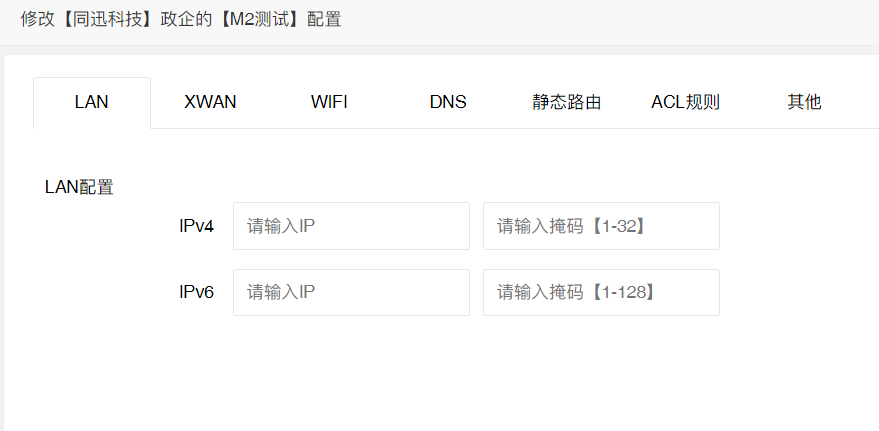 修改【同迅科技】政企的【M2测试】配置
LAN XWAN WIFI DNS 静态路由 ACL规则 其他
LAN配置
IPv4 请输入IP 请输入掩码【1-32】
IPv6 请输入IP 请输入掩码【1-128】